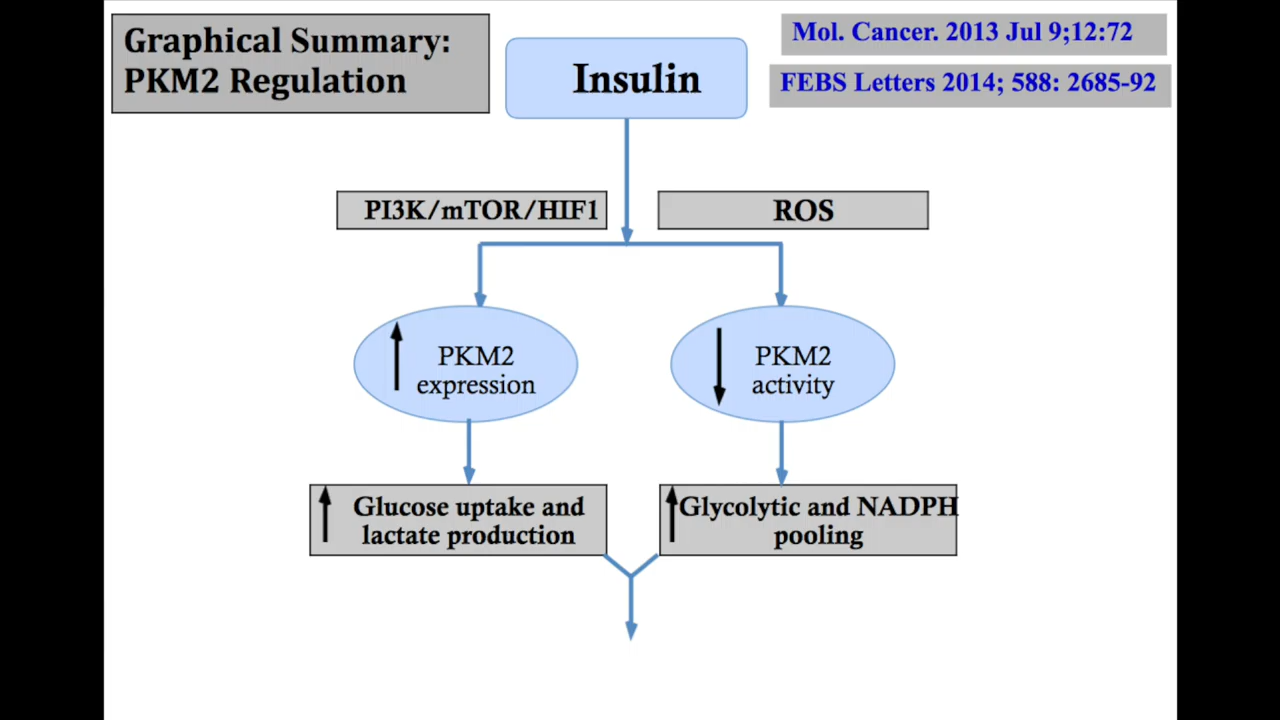 Graphical Summary:
PKM2 Regulation
Insulin
Mol. Cancer. 2013 Jul 9;12:72
FEBS Letters 2014; 588: 2685-92
PI3K/mTOR/HIF1
ROS
PKM2
expression
PKM2
activity
Glucose uptake and
lactate production
Glycolytic and NADPH
pooling